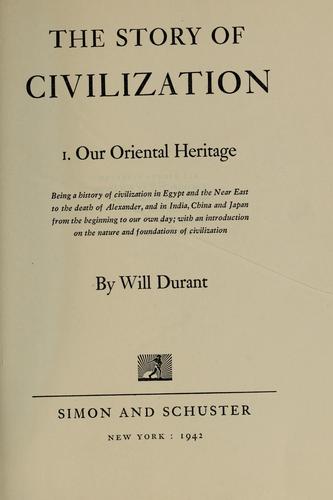 THE STORY OF
CIVILIZATION
1. Our Oriental Heritage
Being a history of civilization in Egypt and the Near East
to the death of Alexander, and in India, China and Japan
from the beginning to our own day; with an introduction
on the nature and foundations of civilization
By Will Durant
SIMON AND SCHUSTER
NEW YORK : 1942